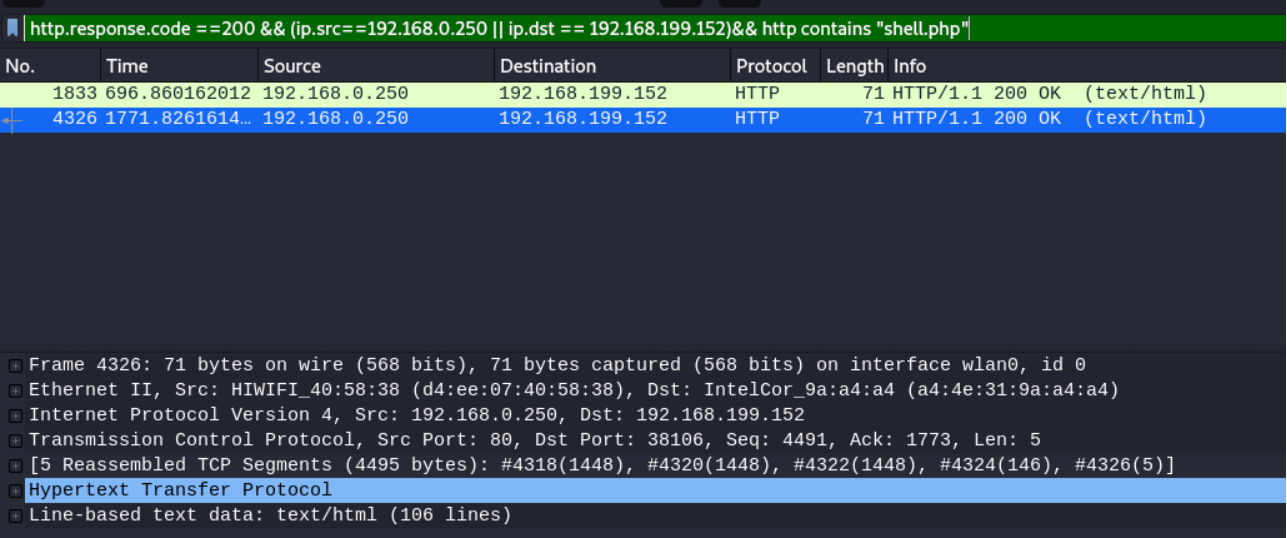 http.response.code ==200 && (ip.src==192.168.0.250 || ip.dst == 192.168.199.152)&& http contains "shell.php"
No. Time Source Destination Protocol Length Info
1833 696.860162012 192.168.0.250 192.168.199.152 HTTP 71 HTTP/1.1 200 OK (text/html)
4326 1771.8261614… 192.168.0.250 192.168.199.152 HTTP 71 HTTP/1.1 200 OK (text/html)
Frame 4326: 71 bytes on wire (568 bits), 71 bytes captured (568 bits) on interface wlan0, id 0
Ethernet II, Src: HIWIFI_40:58:38 (d4:ee:07:40:58:38), Dst: IntelCor_9a:a4:a4 (a4:4e:31:9a:a4:a4)
Internet Protocol Version 4, Src: 192.168.0.250, Dst: 192.168.199.152
Transmission Control Protocol, Src Port: 80, Dst Port: 38106, Seq: 4491, Ack: 1773, Len: 5
[5 Reassembled TCP Segments (4495 bytes): #4318(1448), #4320(1448), #4322(1448), #4324(146), #4326(5)]
Hypertext Transfer Protocol
Line-based text data: text/html (106 lines)